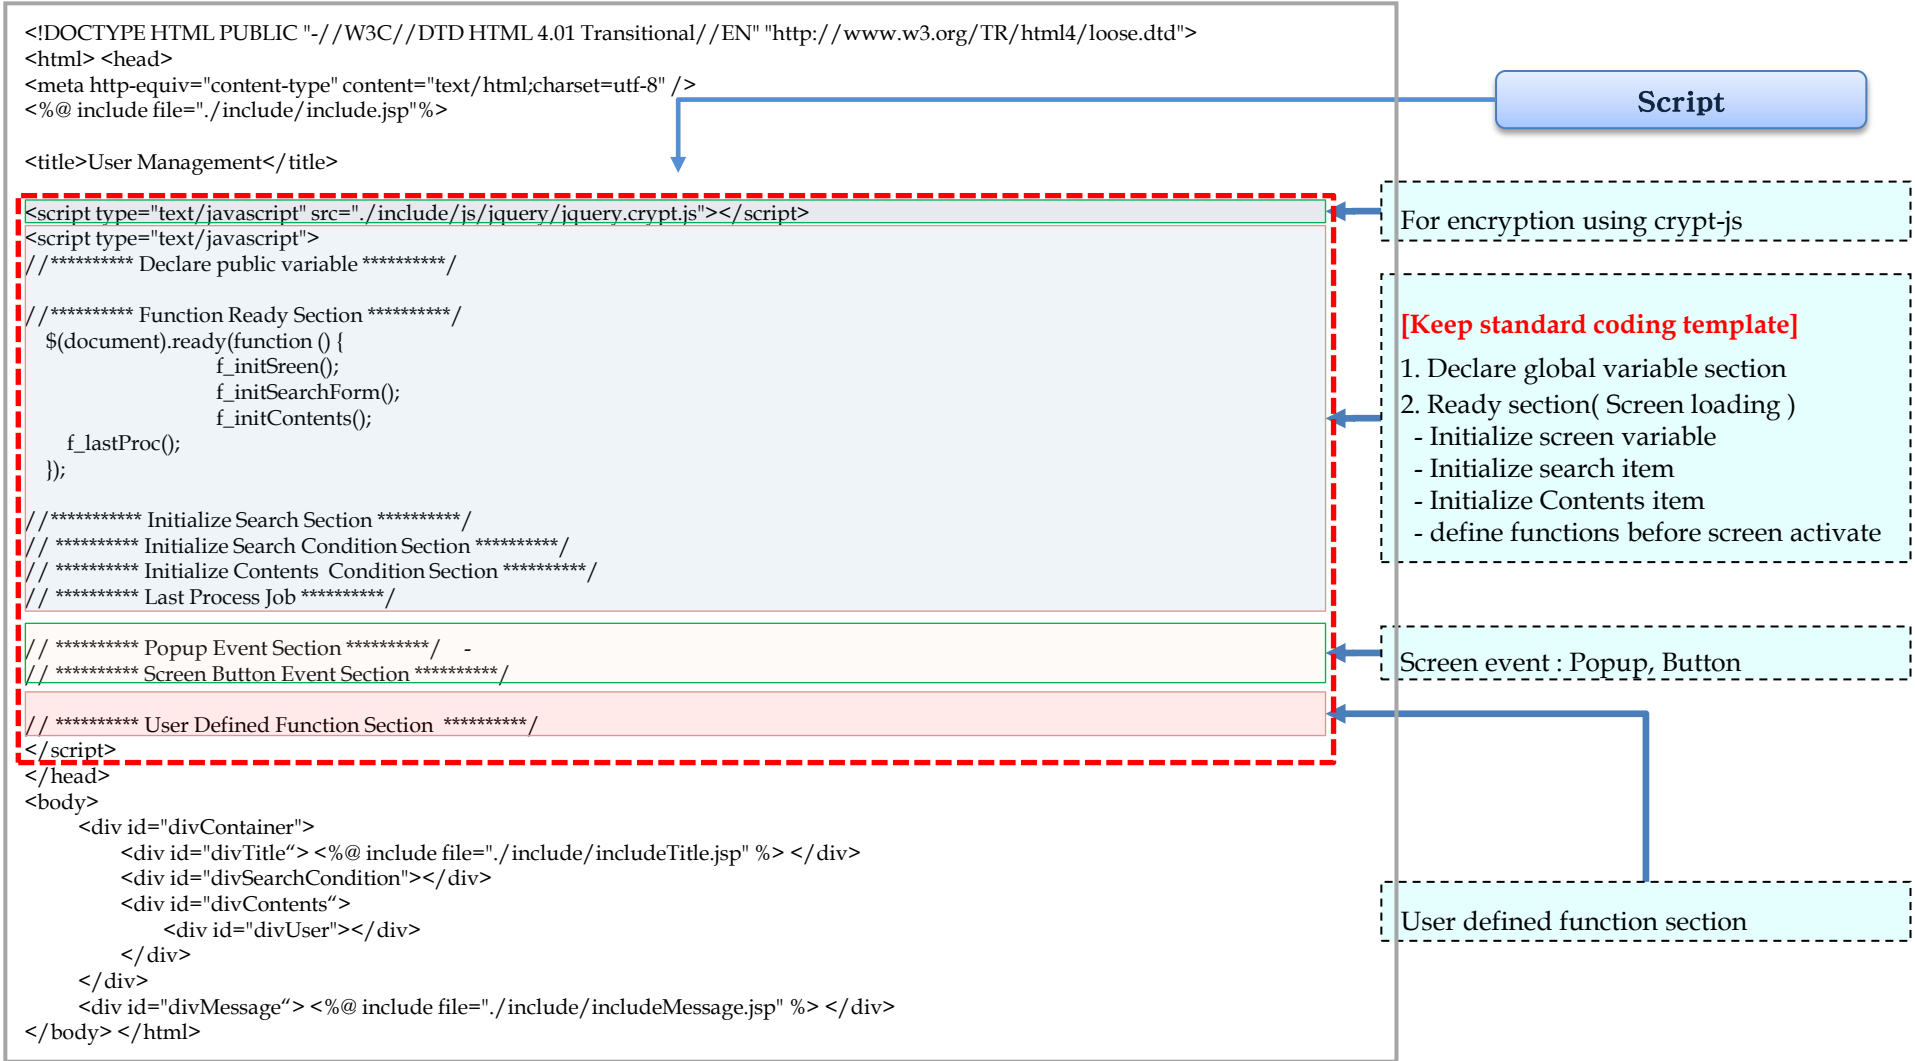 <!DOCTYPE HTML PUBLIC "-//W3C//DTD HTML 4.01 Transitional//EN" "http://www.w3.org/TR/html4/loose.dtd">
<html> <head>
<meta http-equiv="content-type" content="text/html;charset=utf-8" />
<%@ include file="./include/include.jsp"%>
<title>User Management</title>
<script type="text/javascript" src="./include/js/jquery/jquery.crypt.js"></script>
<script type="text/javascript">
//********** Declare public variable **********/
//********** Function Ready Section **********/
$(document).ready(function () {
f_initSreen();
f_initSearchForm();
f_initContents();
f_lastProc();
});
//*********** Initialize Search Section **********/
// ********** Initialize Search Condition Section **********/
// ********** Initialize Contents  Condition Section **********/
// ********** Last Process Job **********/
// ********** Popup Event Section **********/    -
// ********** Screen Button Event Section **********/
// ********** User Defined Function Section  **********/
</script>
</head>
<body>
<div id="divContainer">
<div id="divTitle“> <%@ include file="./include/includeTitle.jsp" %> </div>
<div id="divSearchCondition"></div>
<div id="divContents“>
<div id="divUser"></div>
</div>
</div>
<div id="divMessage“> <%@ include file="./include/includeMessage.jsp" %> </div>
</body> </html>
Script
For encryption using crypt-js
[Keep standard coding template]
1. Declare global variable section
2. Ready section( Screen loading )
- Initialize screen variable
- Initialize search item
- Initialize Contents item
- define functions before screen activate
Screen event : Popup, Button
User defined function section